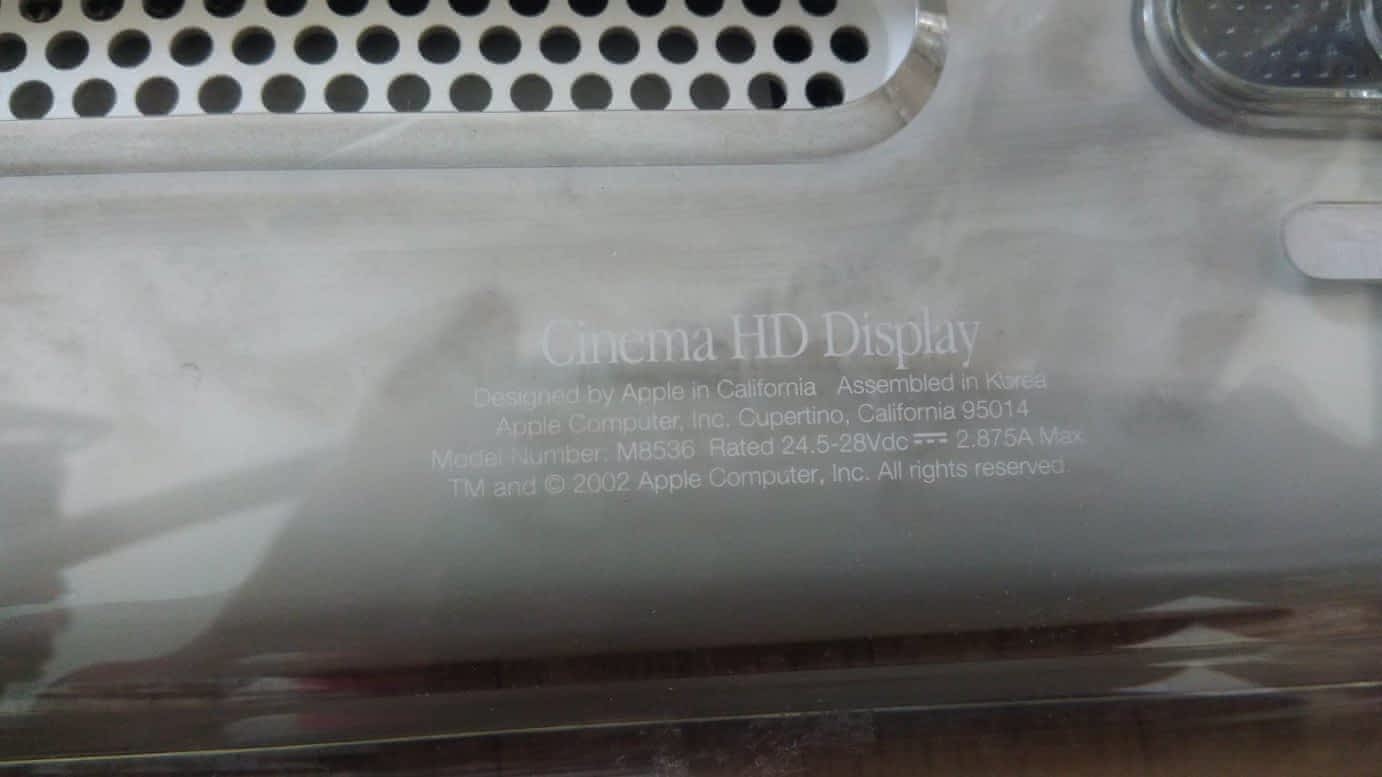 Cinema HD Display
Designed by Apple in California Assembled in Korea
Apple Computer, Inc. Cupertino, California 95014
Model Number: M8536 Rated 24.5-28Vdc ⎓ 2.875A Max.
TM and © 2002 Apple Computer, Inc. All rights reserved.